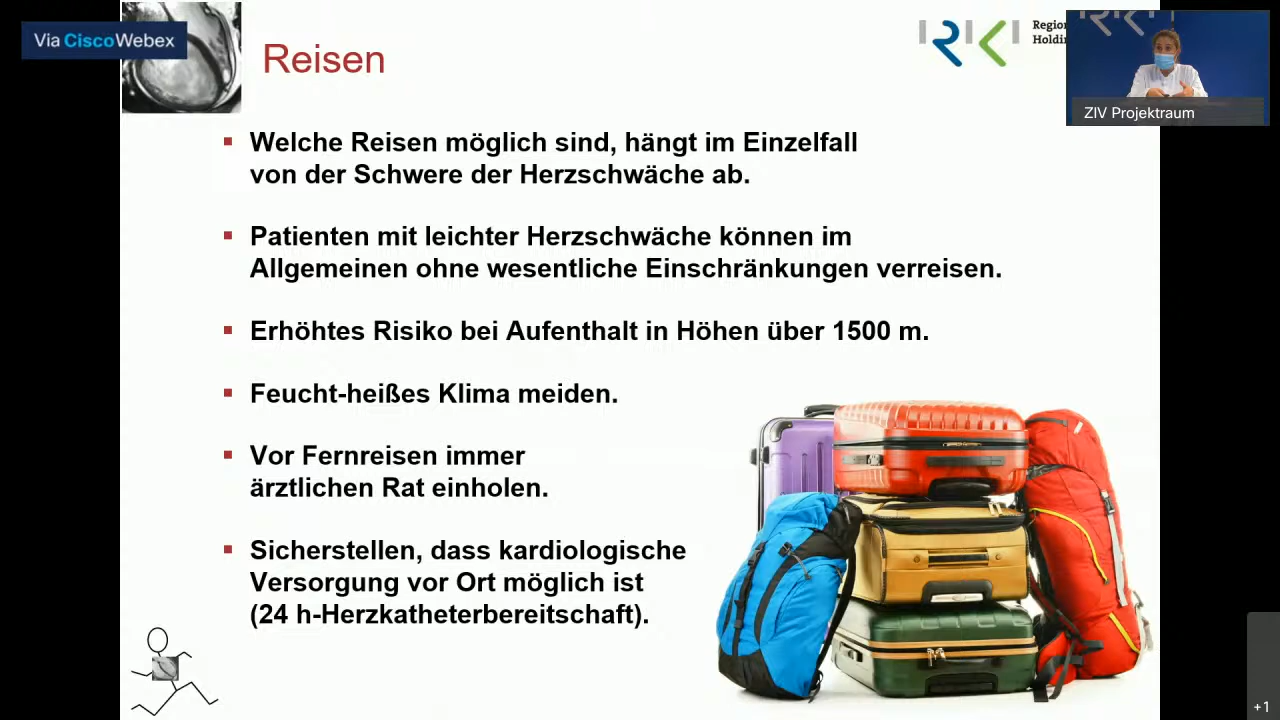 Via CiscoWebex
Reisen
RKI
Region
Holdin
ZIV Projektraum
Welche Reisen möglich sind, hängt im Einzelfall
von der Schwere der Herzschwäche ab.
Patienten mit leichter Herzschwäche können im
Allgemeinen ohne wesentliche Einschränkungen verreisen.
Erhöhtes Risiko bei Aufenthalt in Höhen über 1500 m.
Feucht-heißes Klima meiden.
Vor Fernreisen immer
ärztlichen Rat einholen.
Sicherstellen, dass kardiologische
Versorgung vor Ort möglich ist
(24 h-Herzkatheterbereitschaft).
+1